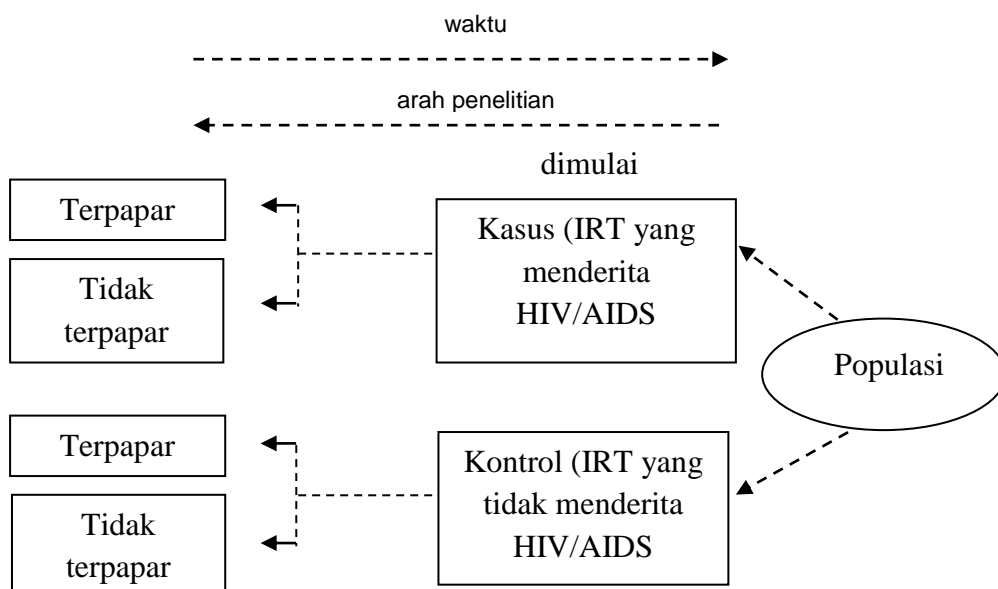 waktu
arah penelitian
dimulai
Terpapar
Tidak
terpapar
Kasus (IRT yang
menderita
HIV/AIDS
Populasi
Terpapar
Tidak
terpapar
Kontrol (IRT yang
tidak menderita
HIV/AIDS